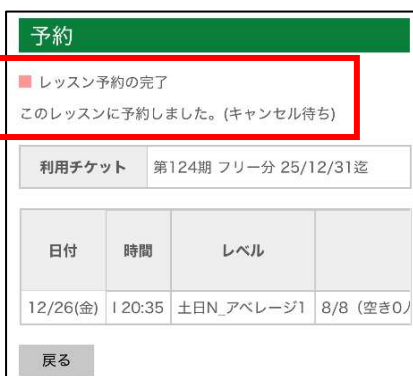 予約
レッスン予約の完了
このレッスンに予約しました。(キャンセル待ち)
利用チケット 第124期 フリー分 25/12/31迄
日付 時間 レベル
12/26(金) 20:35 土日N_アベレージ1 8/8 (空き0
戻る